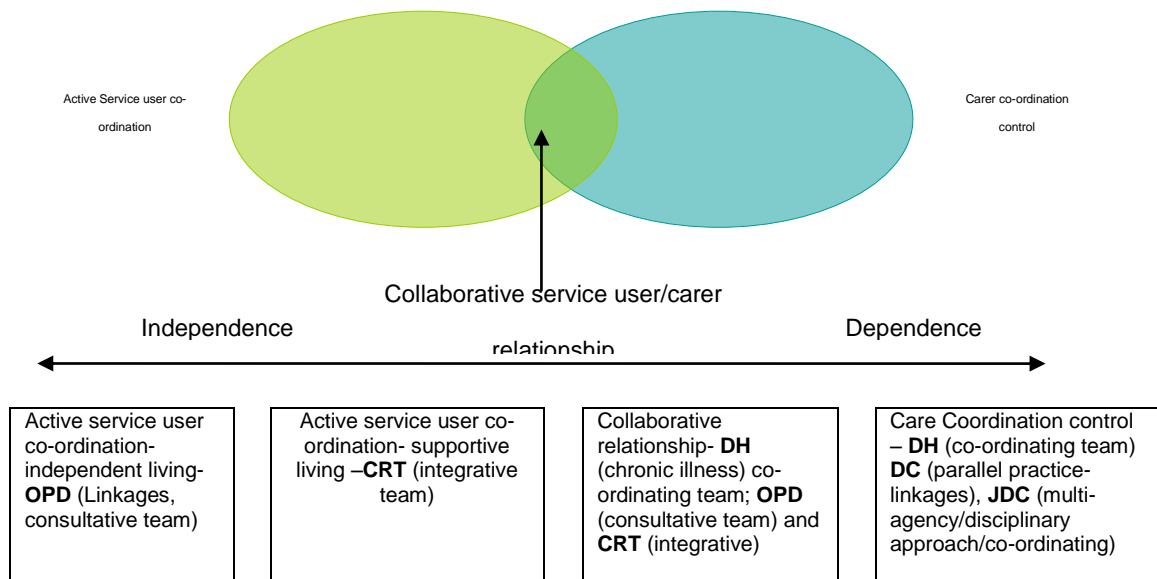 Active Service user co-
ordination
Carer co-ordination
control
Collaborative service user/carer
Independence
Dependence
relationship
Active service user
co-ordination-
independent living-
OPD (Linkages,
consultative team)
Active service user co-
ordination- supportive
living –CRT (integrative
team)
Collaborative
relationship- DH
(chronic illness) co-
ordinating team; OPD
(consultative team) and
CRT (integrative)
Care Coordination control
– DH (co-ordinating team)
DC (parallel practice-
linkages), JDC (multi-
agency/disciplinary
approach/co-ordinating)